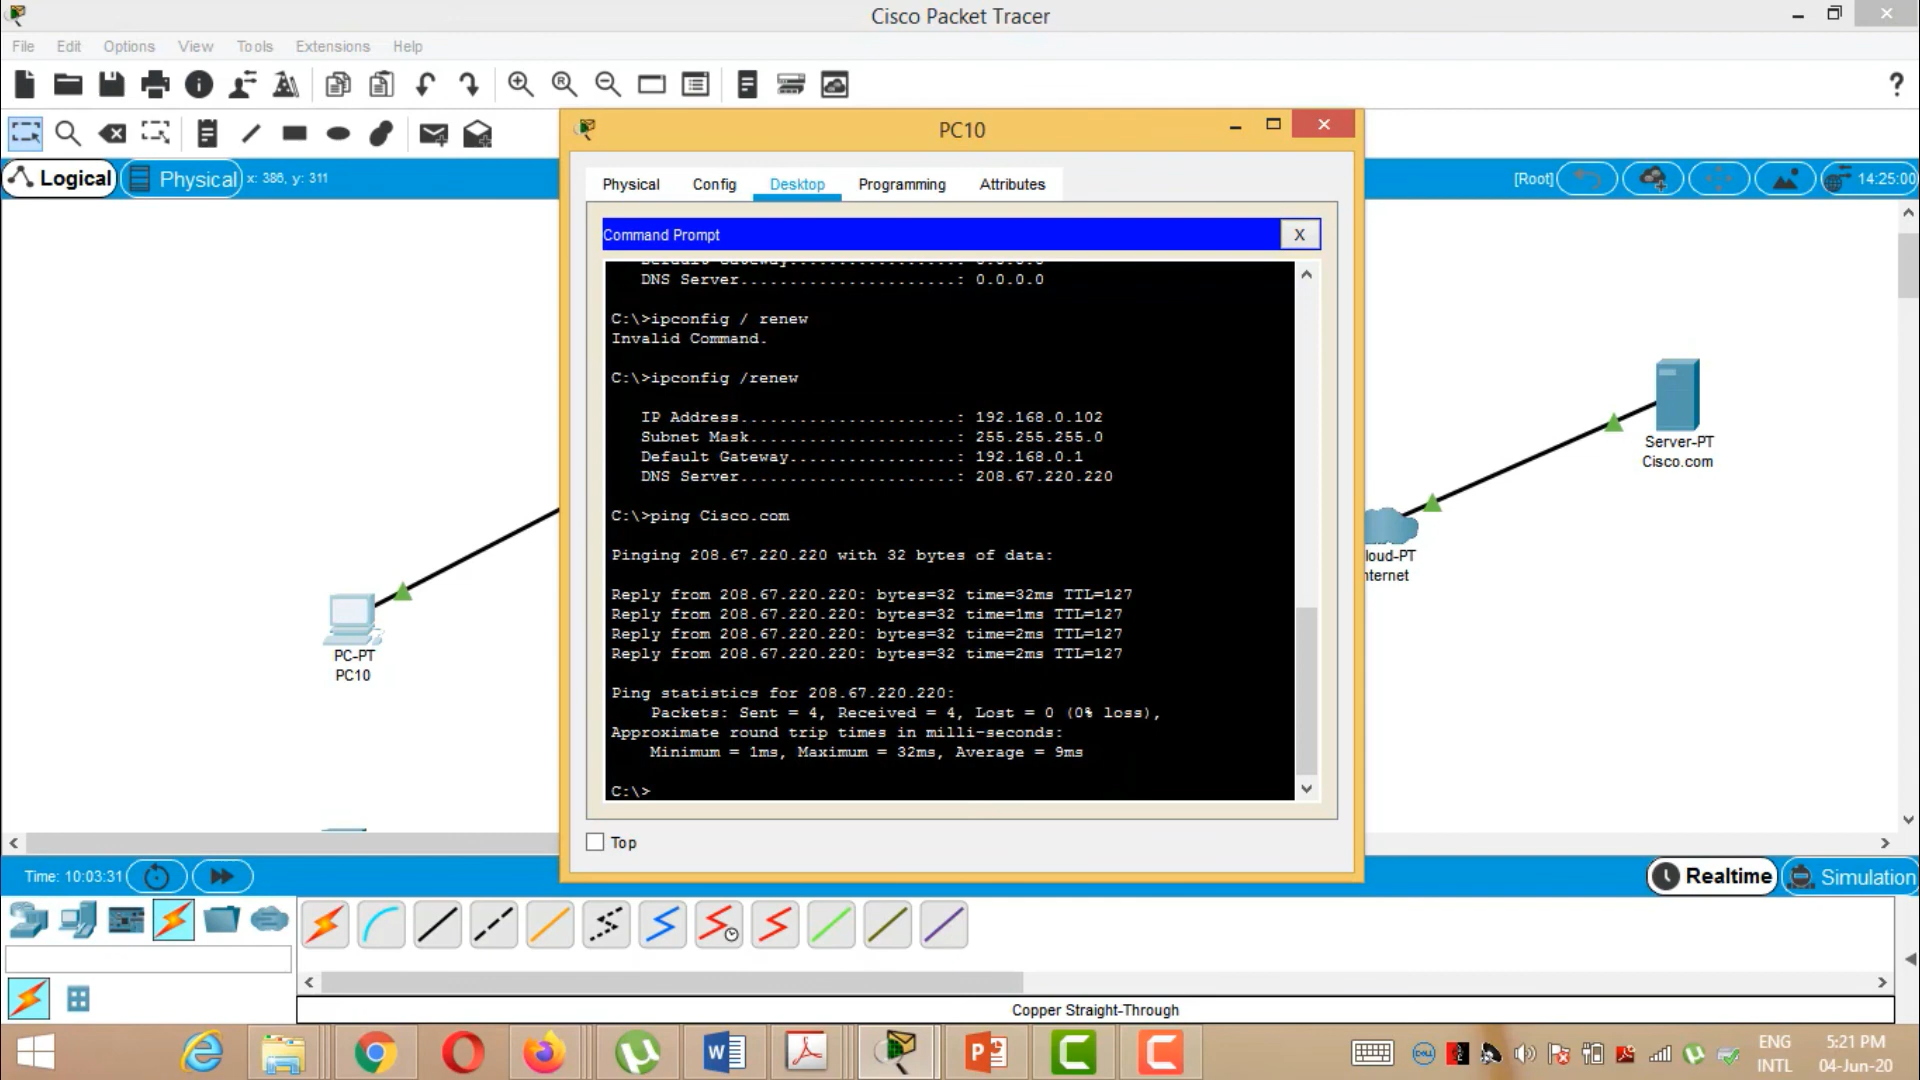 Cisco Packet Tracer
File Edit Options View Tools Extensions Help
PC10
Logical
Physical x: 386, y: 311
[Root]
14:25:00
Physical Config Desktop Programming Attributes
Command Prompt
X
Default Gateway.................: 0.0.0.0
DNS Server......................: 0.0.0.0
C:\>ipconfig / renew
Invalid Command.
C:\>ipconfig /renew
IP Address......................: 192.168.0.102
Subnet Mask.....................: 255.255.255.0
Default Gateway.................: 192.168.0.1
DNS Server......................: 208.67.220.220
C:\>ping Cisco.com
Pinging 208.67.220.220 with 32 bytes of data:
Reply from 208.67.220.220: bytes=32 time=32ms TTL=127
Reply from 208.67.220.220: bytes=32 time=1ms TTL=127
Reply from 208.67.220.220: bytes=32 time=2ms TTL=127
Reply from 208.67.220.220: bytes=32 time=2ms TTL=127
Ping statistics for 208.67.220.220:
Packets: Sent = 4, Received = 4, Lost = 0 (0% loss),
Approximate round trip times in milli-seconds:
Minimum = 1ms, Maximum = 32ms, Average = 9ms
C:\>
PC-PT
PC10
Server-PT
Cisco.com
loud-PT
nternet
Top
Time: 10:03:31
Realtime
Simulation
Copper Straight-Through
ENG
INTL
5:21 PM
04-Jun-20